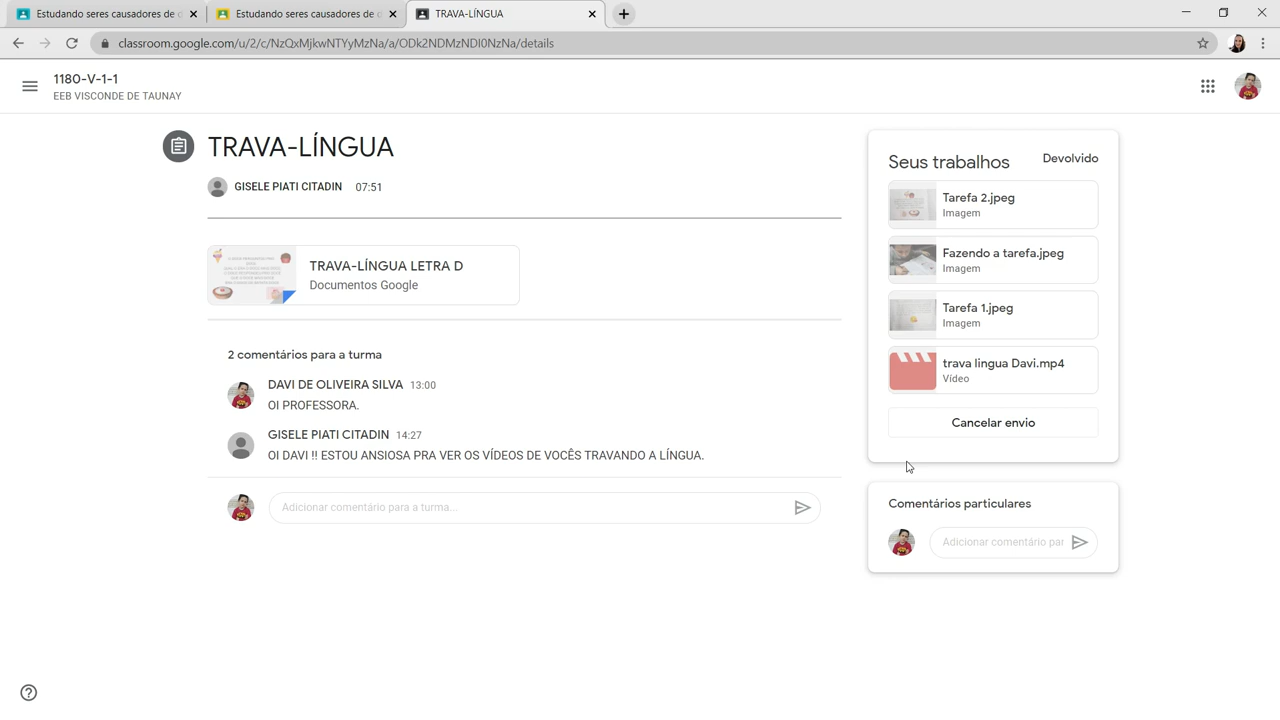 Estudando seres causadores de d
Estudando seres causadores de d
TRAVA-LÍNGUA
classroom.google.com/u/2/c/NzQxMjkwNTYyMzNa/a/ODk2NDMzNDI0NzNa/details
1180-V-1-1
EEB VISCONDE DE TAUNAY
TRAVA-LÍNGUA
GISELE PIATI CITADIN 07:51
TRAVA-LÍNGUA LETRA D
Documentos Google
2 comentários para a turma
DAVI DE OLIVEIRA SILVA 13:00
OI PROFESSORA.
GISELE PIATI CITADIN 14:27
OI DAVI !! ESTOU ANSIOSA PRA VER OS VÍDEOS DE VOCÊS TRAVANDO A LÍNGUA.
Adicionar comentário para a turma...
Seus trabalhos Devolvido
Tarefa 2.jpeg
Imagem
Fazendo a tarefa.jpeg
Imagem
Tarefa 1.jpeg
Imagem
trava lingua Davi.mp4
Vídeo
Cancelar envio
Comentários particulares
Adicionar comentário par